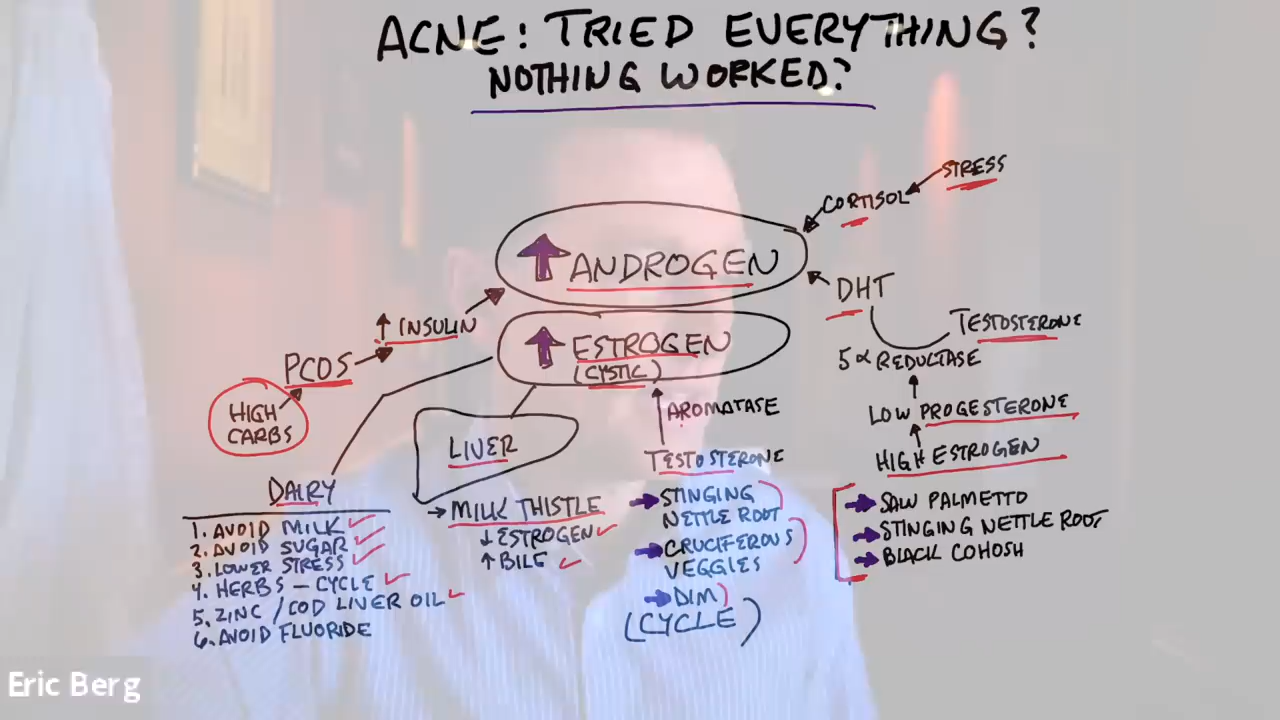 ACNE: TRIED EVERYTHING?
NOTHING WORKED?
STRESS
CORTISOL
↑ ANDROGEN
DHT
TESTOSTERONE
5 α REDUCTASE
LOW PROGESTERONE
HIGH ESTROGEN
→ SAW PALMETTO
→ STINGING NETTLE ROOT
→ BLACK COHOSH
↑ INSULIN
PCOS
HIGH
CARBS
↑ ESTROGEN
(CYSTIC)
AROMATASE
TESTOSTERONE
→ STINGING
NETTLE ROOT
→ CRUCIFEROUS
VEGGIES
→ DIM
(CYCLE)
LIVER
→ MILK THISTLE
↓ ESTROGEN
↑ BILE
DAIRY
1. AVOID MILK
2. AVOID SUGAR
3. LOWER STRESS
4. HERBS – CYCLE
5. ZINC / COD LIVER OIL
6. AVOID FLUORIDE
Eric Berg